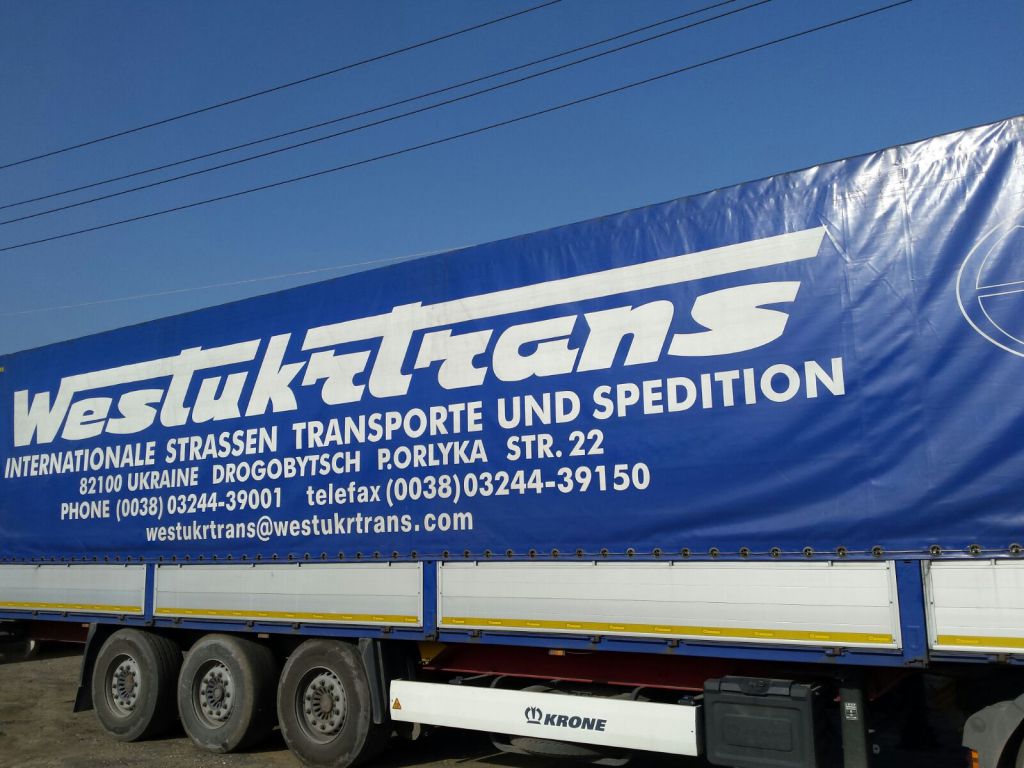 Westukrtrans
INTERNATIONALE STRASSEN TRANSPORTE UND SPEDITION
82100 UKRAINE DROGOBYTSCH P.ORLYKA STR. 22
PHONE (0038) 03244-39001 telefax (0038) 03244-39150
westukrtrans@westukrtrans.com
KRONE